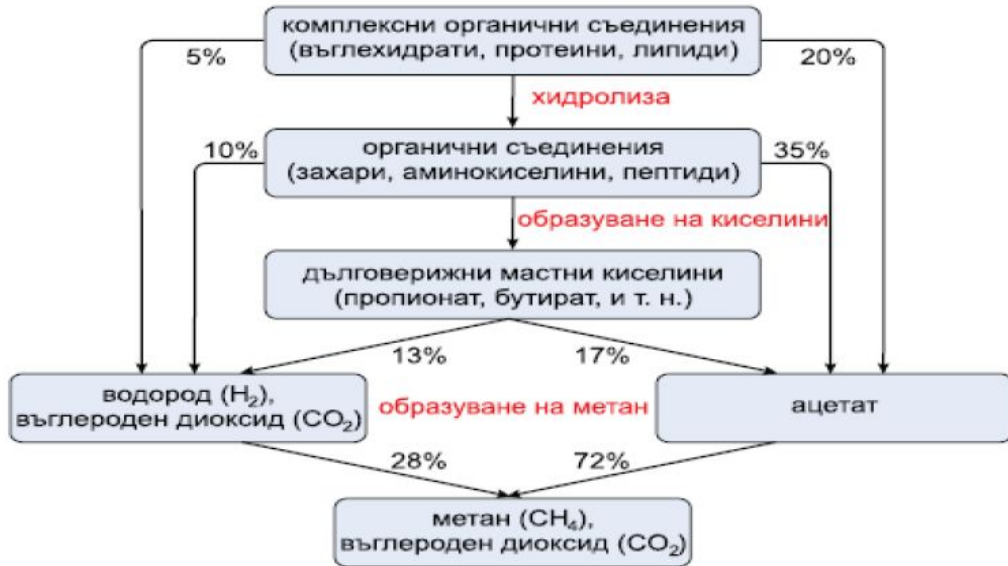 комплексни органични съединения
(въглехидрати, протеини, липиди)
5%
20%
хидролиза
органични съединения
(захари, аминокиселини, пептиди)
10%
35%
образуване на киселини
дълговерижни мастни киселини
(пропионат, бутират, и т. н.)
13%
17%
водород (H₂),
въглероден диоксид (CO₂)
образуване на метан
ацетат
28%
72%
метан (CH₄),
въглероден диоксид (CO₂)